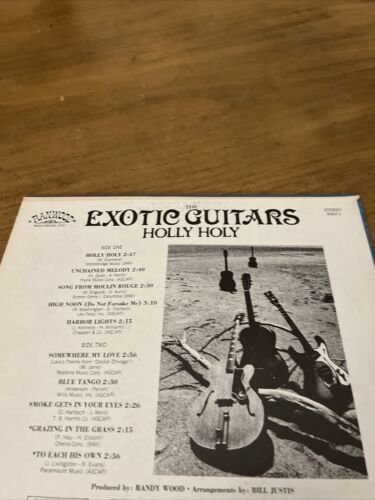 RANWOOD
RECORDS, INC.
THE
EXOTIC GUITARS
HOLLY HOLY
STEREO
SIDE ONE
HOLLY HOLY 2:47
(N. Diamond)
Stonebridge Music (BMI)
UNCHAINED MELODY 2:40
(H. Zaret - A. North)
Frank Music Corp. (ASCAP)
SONG FROM MOULIN ROUGE 2:30
(W. Engvick - G. Auric)
Screen Gems - Columbia (BMI)
HIGH NOON (Do Not Forsake Me) 3:10
(N. Washington - D. Tiomkin)
Leo Feist, Inc. (ASCAP)
HARBOR LIGHTS 2:15
(J. Kennedy - H. Williams)
Chappell & Co. (ASCAP)
SIDE TWO
SOMEWHERE MY LOVE 2:56
(Lara's Theme from "Doctor Zhivago")
(M. Jarre)
Robbins Music Corp. (ASCAP)
BLUE TANGO 2:30
(Anderson - Parish)
Mills Music, Inc. (ASCAP)
SMOKE GETS IN YOUR EYES 2:26
(O. Harbach - J. Kern)
T. B. Harms Co. (ASCAP)
*GRAZING IN THE GRASS 2:15
(P. Hou - H. Elston)
Cherio Corp. (BMI)
*TO EACH HIS OWN 2:36
(J. Livingston - R. Evans)
Paramount Music (ASCAP)
Produced by: RANDY WOOD • Arrangements by: BILL JUSTIS